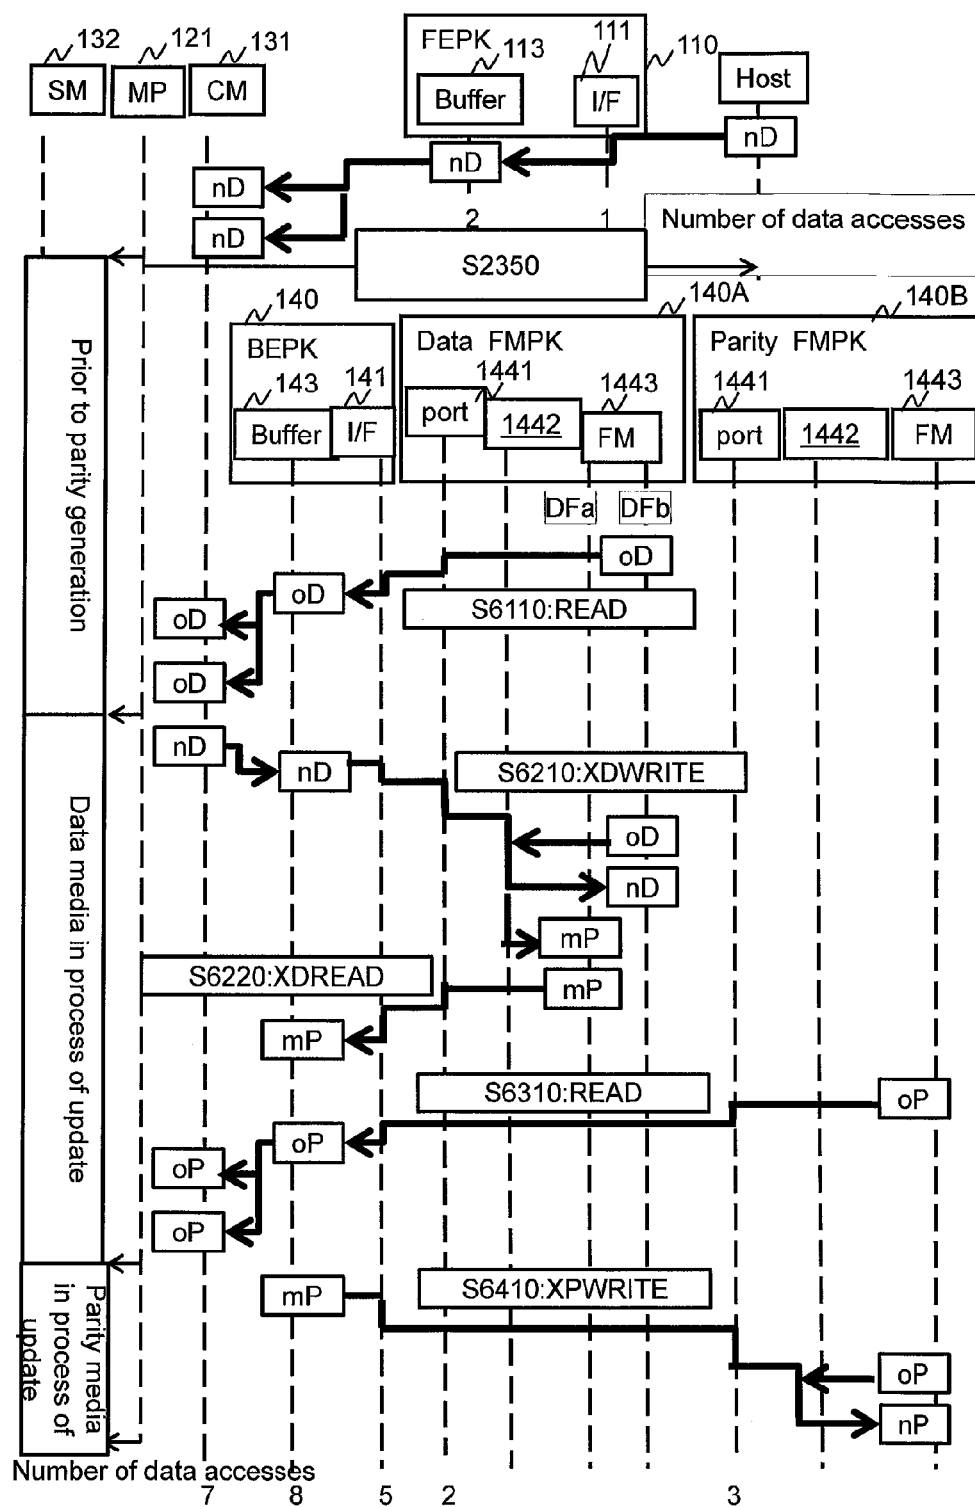 132
121
131
FEPK
113
111
110
Host
SM
MP
CM
Buffer
I/F
nD
nD
nD
2
1
Number of data accesses
nD
S2350
140
140A
140B
BEPK
Data FMPK
Parity FMPK
143
141
1441
1443
1441
1443
Buffer
I/F
port
1442
FM
port
1442
FM
DFa
DFb
Prior to parity generation
oD
oD
S6110:READ
oD
oD
Data media in process of update
nD
nD
S6210:XDWRITE
oD
nD
mP
S6220:XDREAD
mP
mP
S6310:READ
oP
oP
oP
oP
Parity media
in process of
update
mP
S6410:XPWRITE
oP
nP
Number of data accesses
7
8
5
2
3